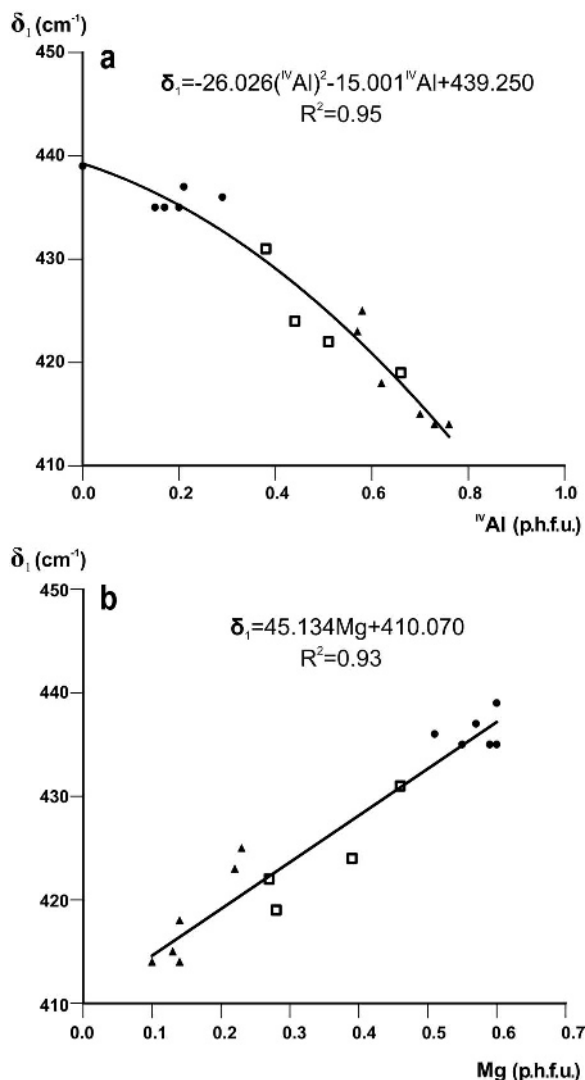 δ₁ (cm⁻¹)
450
a
δ₁=-26.026(ᴵⱽAl)²-15.001ᴵⱽAl+439.250
R²=0.95
440
430
420
410
0.0 0.2 0.4 0.6 0.8 1.0
ᴵⱽAl (p.h.f.u.)
δ₁ (cm⁻¹)
450
b
δ₁=45.134Mg+410.070
R²=0.93
440
430
420
410
0.0 0.1 0.2 0.3 0.4 0.5 0.6 0.7
Mg (p.h.f.u.)